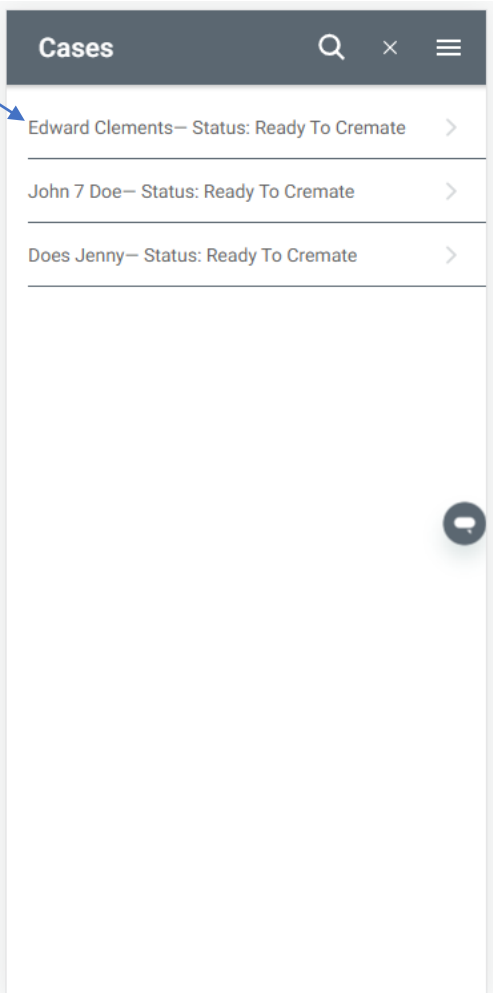 Cases
Edward Clements— Status: Ready To Cremate
John 7 Doe— Status: Ready To Cremate
Does Jenny— Status: Ready To Cremate